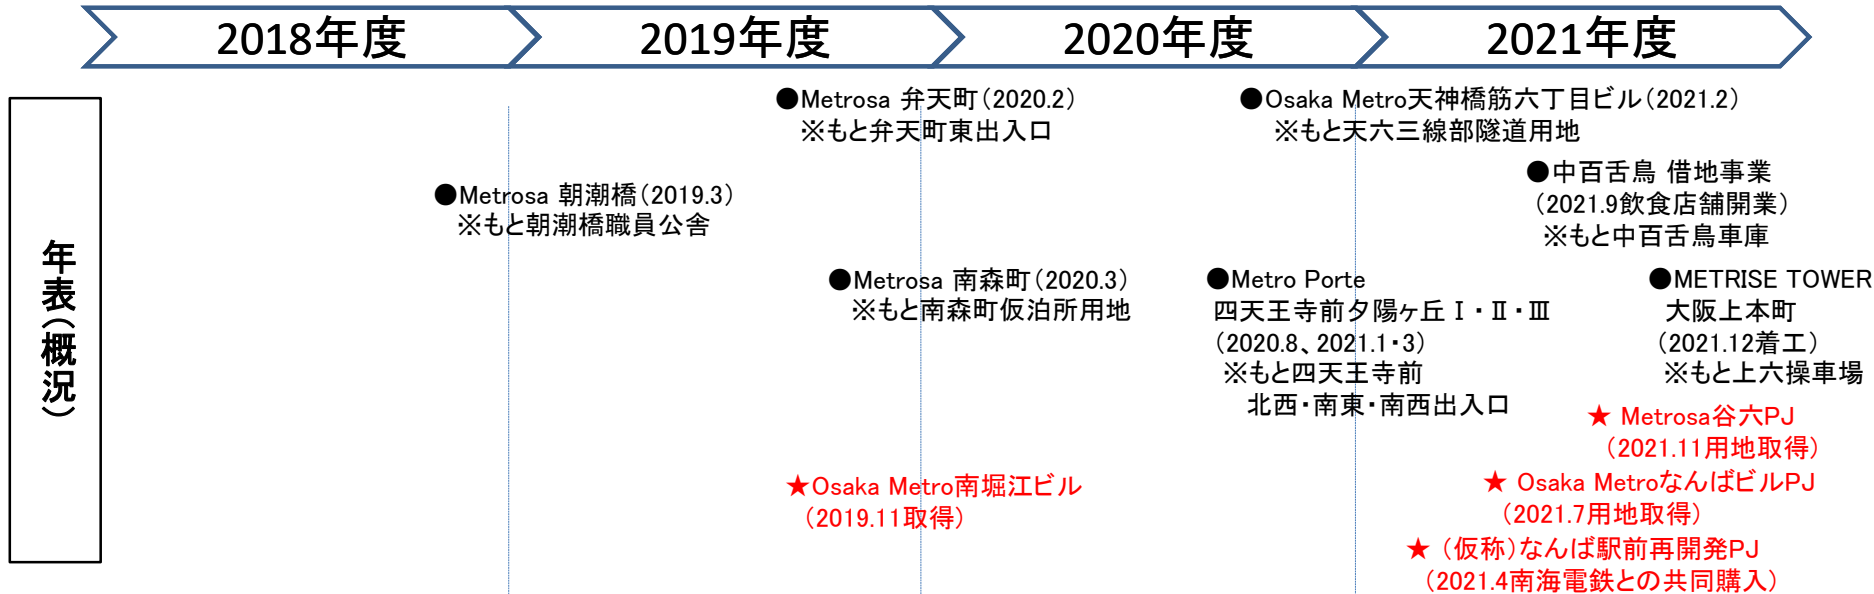 2018年度
2019年度
2020年度
2021年度
年表(概況)
●Metrosa 弁天町(2020.2)
※もと弁天町東出入口
●Osaka Metro天神橋筋六丁目ビル(2021.2)
※もと天六三線部隧道用地
●Metrosa 朝潮橋(2019.3)
※もと朝潮橋職員公舎
●中百舌鳥 借地事業
(2021.9飲食店舗開業)
※もと中百舌鳥車庫
●Metrosa 南森町(2020.3)
※もと南森町仮泊所用地
●Metro Porte
四天王寺前夕陽ヶ丘 Ⅰ・Ⅱ・Ⅲ
(2020.8、2021.1・3)
※もと四天王寺前
北西・南東・南西出入口
●METRISE TOWER
大阪上本町
(2021.12着工)
※もと上六操車場
★ Metrosa谷六PJ
(2021.11用地取得)
★Osaka Metro南堀江ビル
(2019.11取得)
★ Osaka MetroなんばビルPJ
(2021.7用地取得)
★ (仮称)なんば駅前再開発PJ
(2021.4南海電鉄との共同購入)